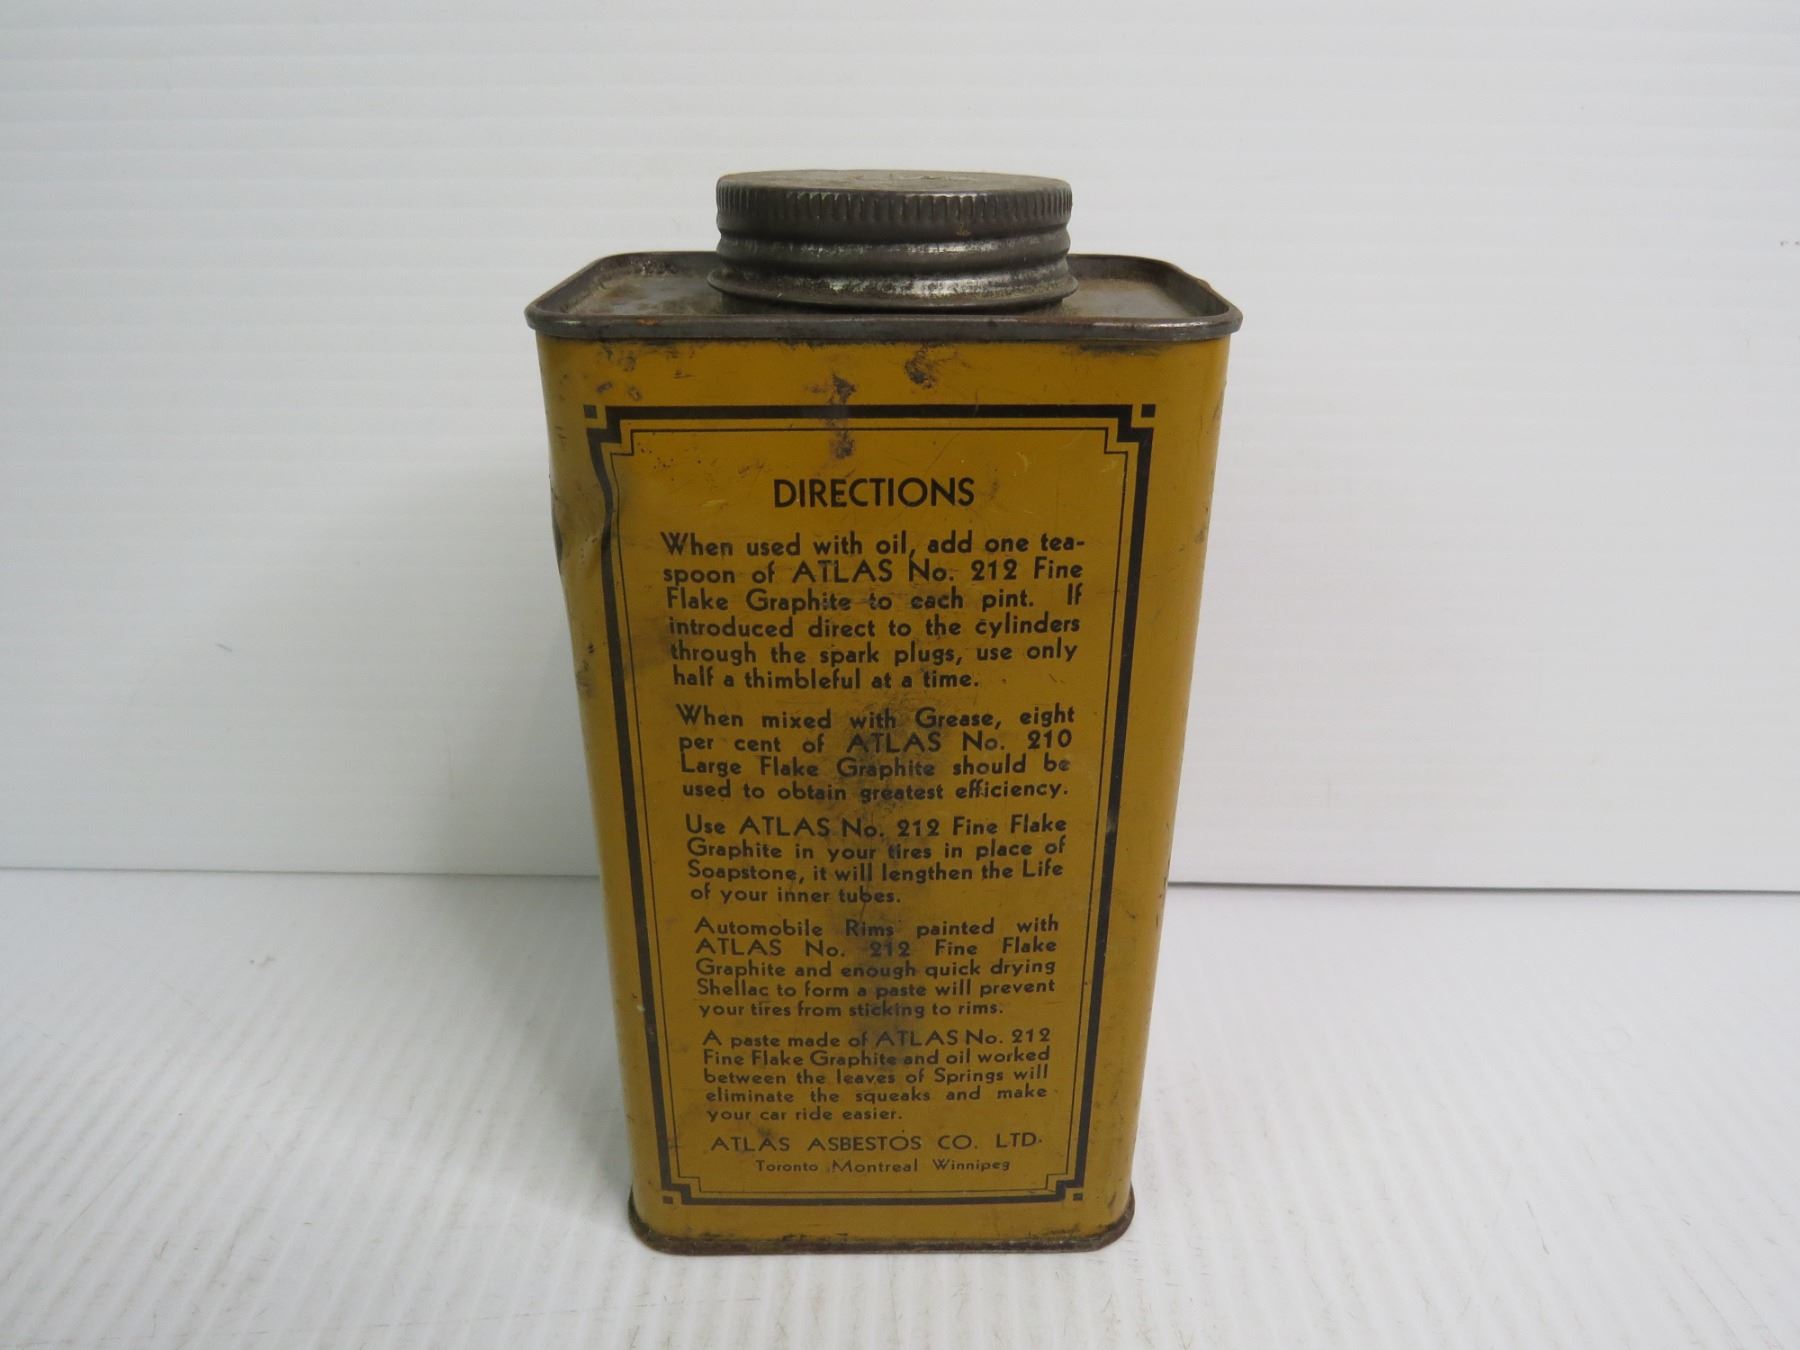 DIRECTIONS
When used with oil, add one tea-
spoon of ATLAS No. 212 Fine
Flake Graphite to each pint. If
introduced direct to the cylinders
through the spark plugs, use only
half a thimbleful at a time.
When mixed with Grease, eight
per cent of ATLAS No. 210
Large Flake Graphite should be
used to obtain greatest efficiency.
Use ATLAS No. 212 Fine Flake
Graphite in your tires in place of
Soapstone, it will lengthen the Life
of your inner tubes.
Automobile Rims painted with
ATLAS No. 212 Fine Flake
Graphite and enough quick drying
Shellac to form a paste will prevent
your tires from sticking to rims.
A paste made of ATLAS No. 212
Fine Flake Graphite and oil worked
between the leaves of Springs will
eliminate the squeaks and make
your car ride easier.
ATLAS ASBESTOS CO. LTD.
Toronto Montreal Winnipeg